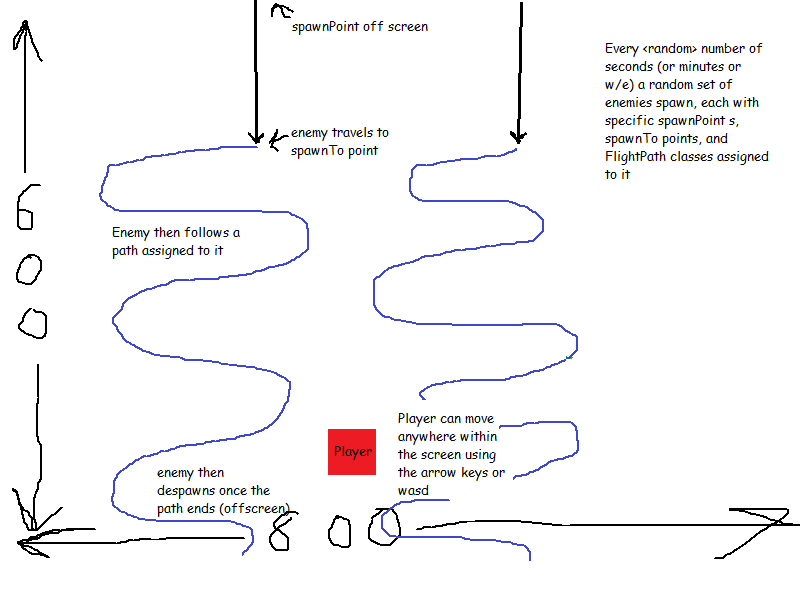 spawnPoint off screen
Every <random> number of
seconds (or minutes or
w/e) a random set of
enemies spawn, each with
specific spawnPoint s,
spawnTo points, and
FlightPath classes assigned
to it
enemy travels to
spawnTo point
600
Enemy then follows a
path assigned to it
Player
Player can move
anywhere within
the screen using
the arrow keys or
wasd
enemy then
despawns once the
path ends (offscreen)
800